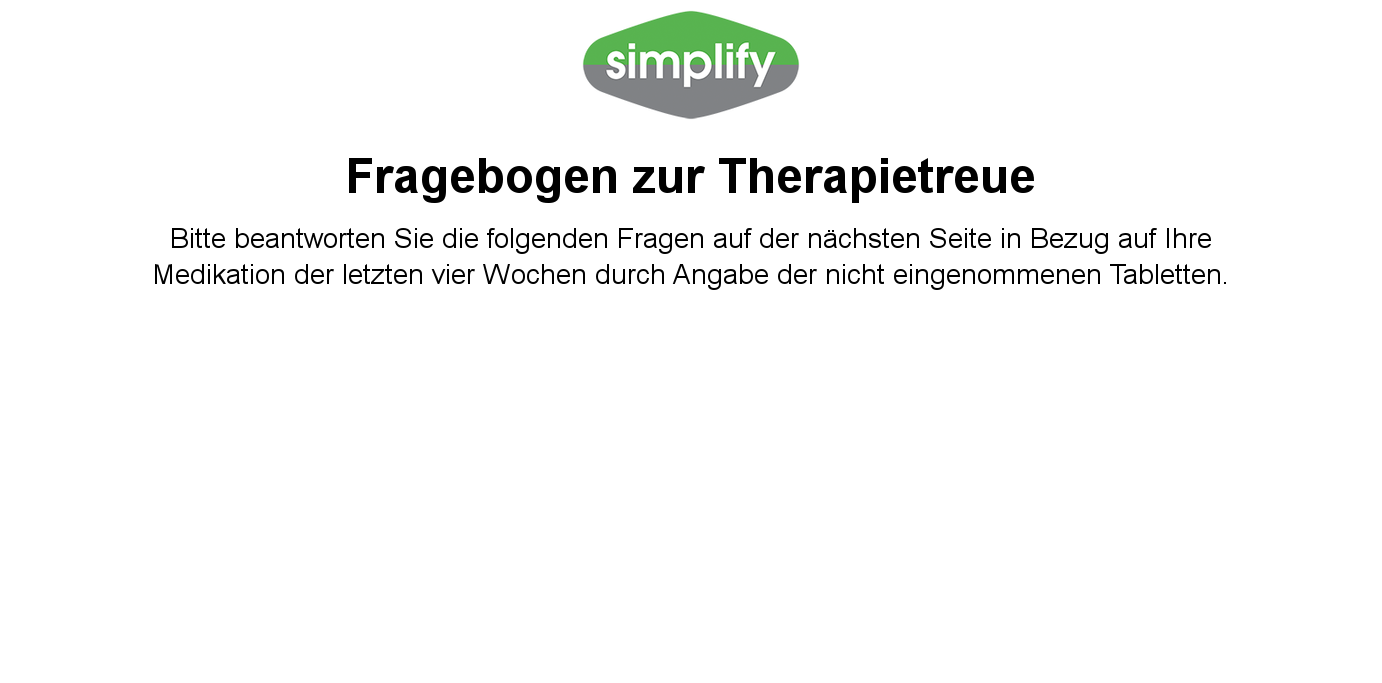 simplify
Fragebogen zur Therapietreue
Bitte beantworten Sie die folgenden Fragen auf der nächsten Seite in Bezug auf Ihre
Medikation der letzten vier Wochen durch Angabe der nicht eingenommenen Tabletten.